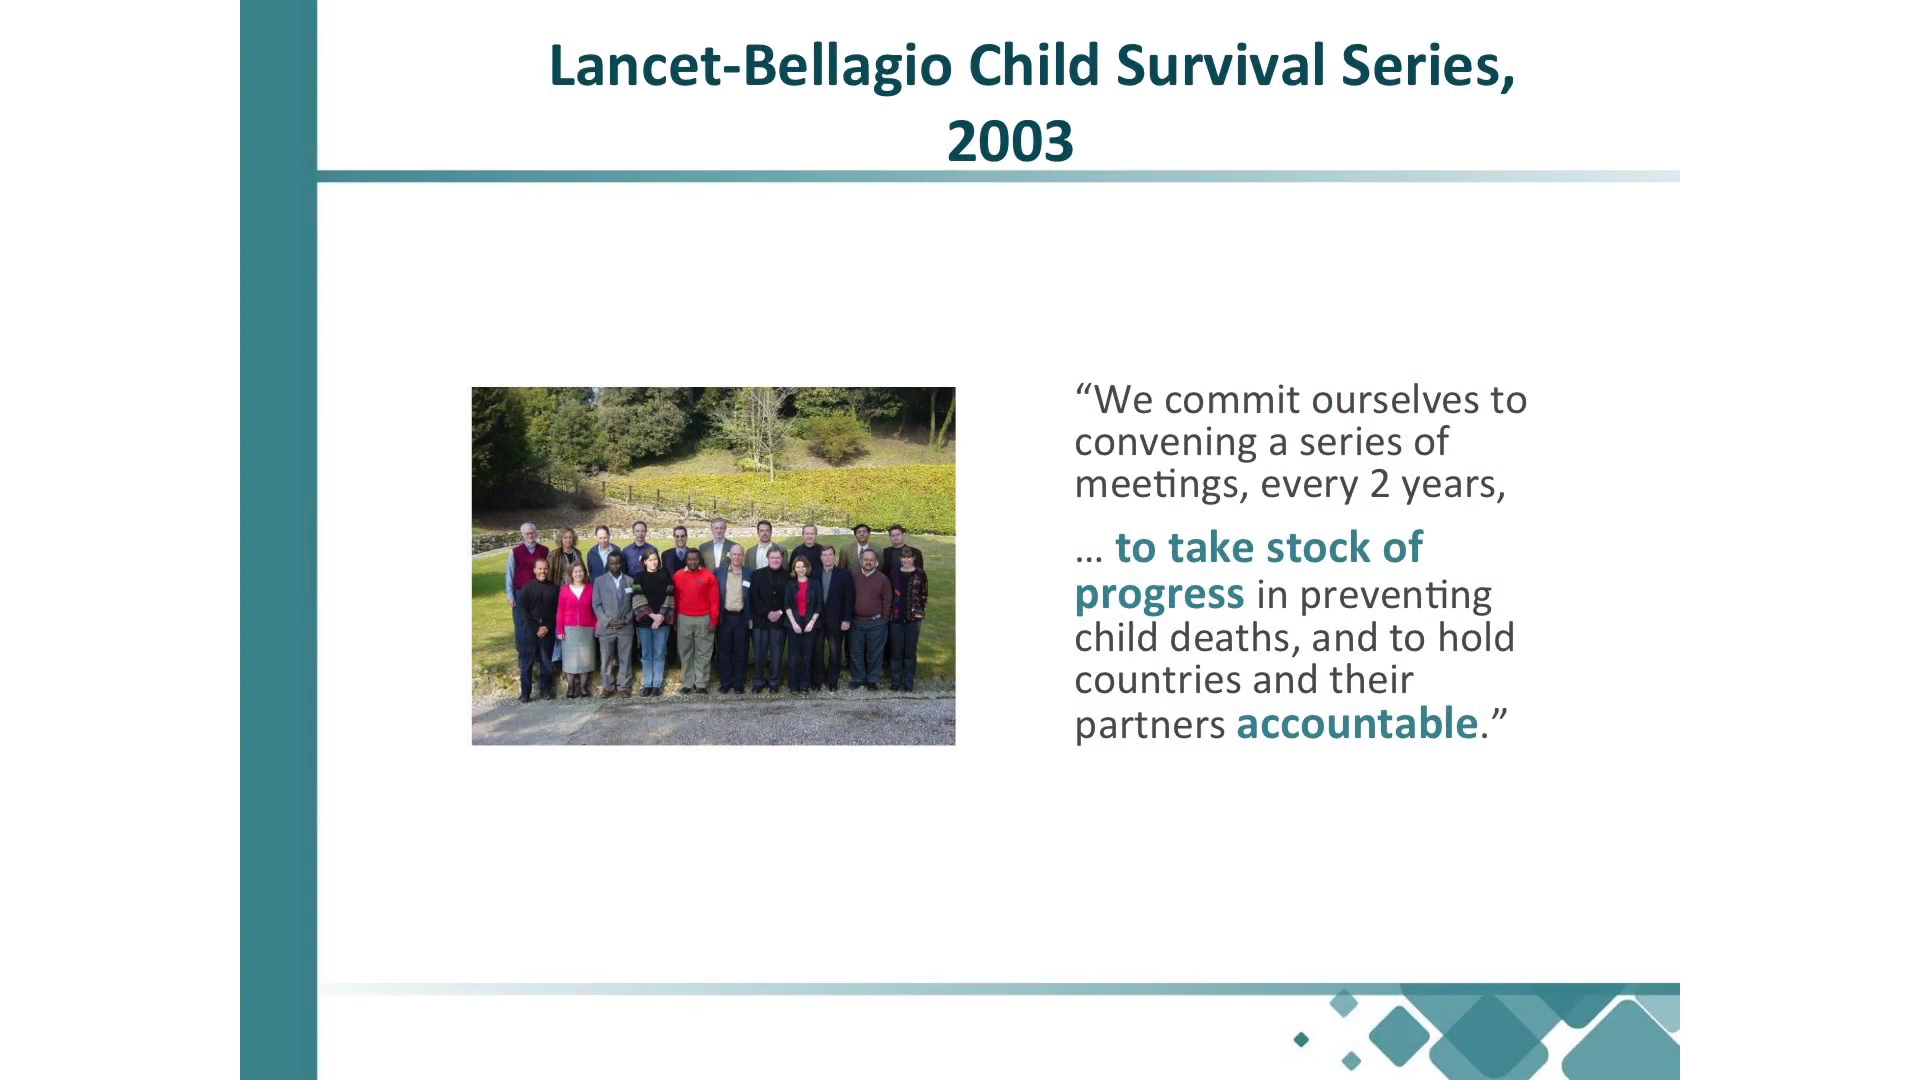 Lancet-Bellagio Child Survival Series,
2003
“We commit ourselves to
convening a series of
meetings, every 2 years,
… to take stock of
progress in preventing
child deaths, and to hold
countries and their
partners accountable.”